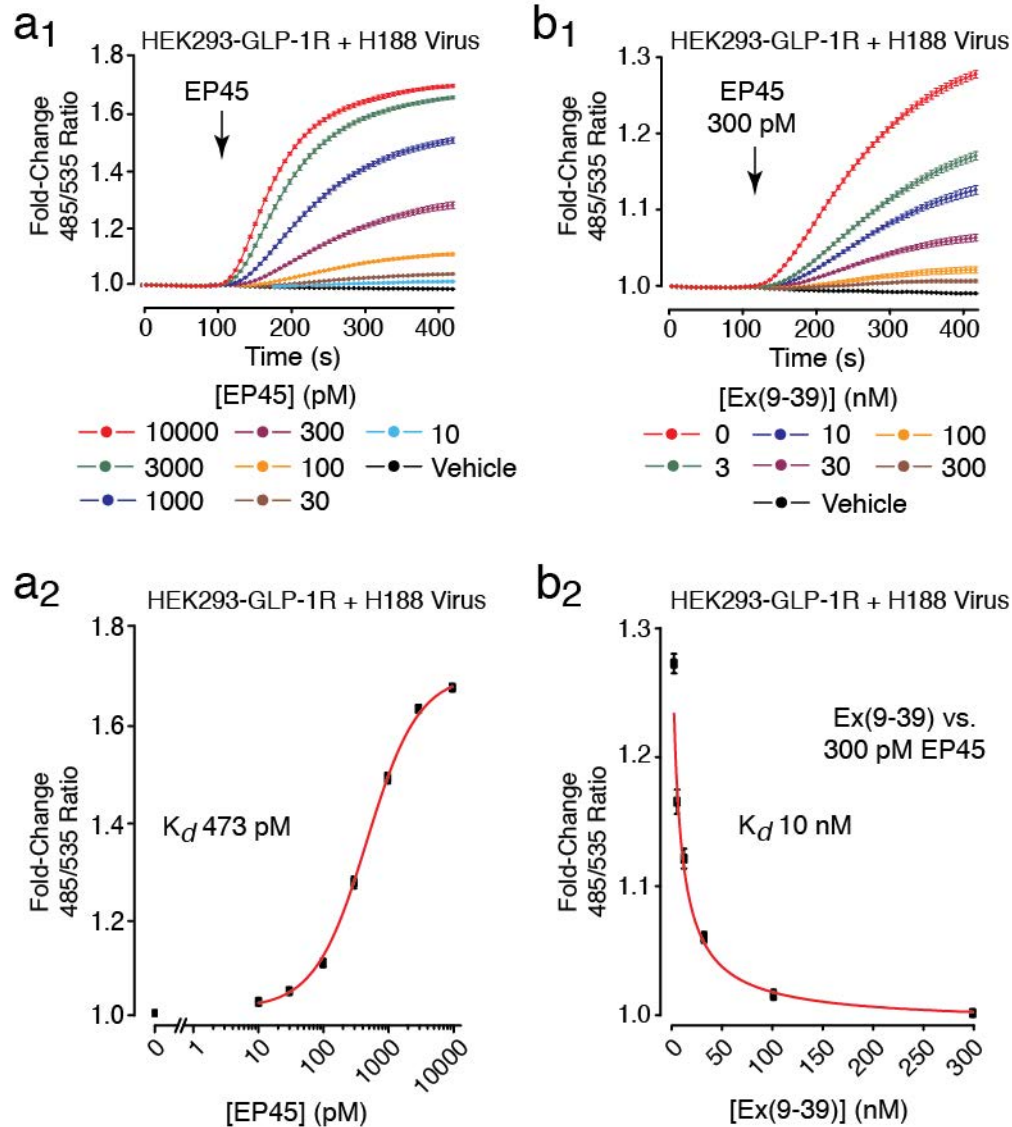 a1
HEK293-GLP-1R + H188 Virus
1.8
1.6
1.4
1.2
1.0
Fold-Change
485/535 Ratio
EP45
0 100 200 300 400
Time (s)
[EP45] (pM)
10000 300 10
3000 100 Vehicle
1000 30
b1
HEK293-GLP-1R + H188 Virus
1.3
1.2
1.1
1.0
Fold-Change
485/535 Ratio
EP45
300 pM
0 100 200 300 400
Time (s)
[Ex(9-39)] (nM)
0 10 100
3 30 300
Vehicle
a2
HEK293-GLP-1R + H188 Virus
1.8
1.6
1.4
1.2
1.0
Fold-Change
485/535 Ratio
Kd 473 pM
0 1 10 100 1000 10000
[EP45] (pM)
b2
HEK293-GLP-1R + H188 Virus
1.3
1.2
1.1
1.0
Fold-Change
485/535 Ratio
Ex(9-39) vs.
300 pM EP45
Kd 10 nM
0 50 100 150 200 250 300
[Ex(9-39)] (nM)